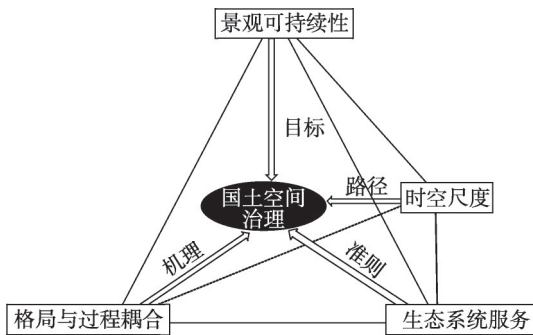 景观可持续性
目标
国土空间
治理
路径
时空尺度
机理
准则
格局与过程耦合
生态系统服务